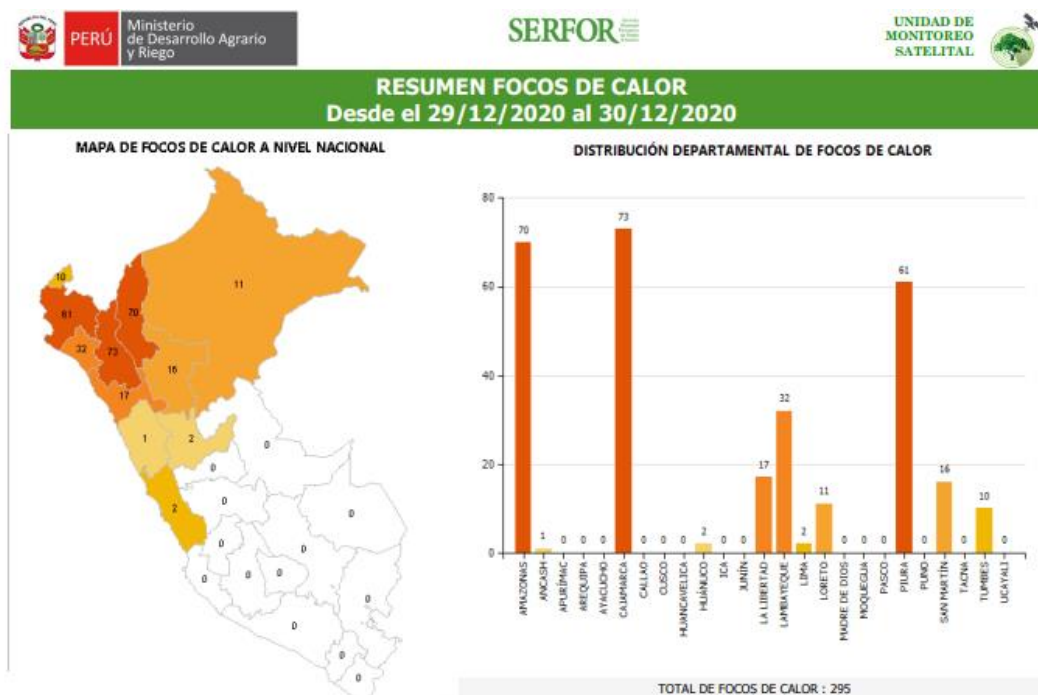 PERÚ
Ministerio
de Desarrollo Agrario
y Riego
SERFOR
UNIDAD DE
MONITOREO
SATELITAL
RESUMEN FOCOS DE CALOR
Desde el 29/12/2020 al 30/12/2020
MAPA DE FOCOS DE CALOR A NIVEL NACIONAL
10
61
70
11
32
73
16
17
1
2
0
0
2
0
0
0
0
0
0
0
0
0
0
0
0
DISTRIBUCIÓN DEPARTAMENTAL DE FOCOS DE CALOR
80
60
40
20
0
70
1
0
0
0
73
0
0
0
2
0
0
17
32
2
11
0
0
0
61
0
16
0
10
0
AMAZONAS
ANCASH
APURÍMAC
AREQUIPA
AYACUCHO
CAJAMARCA
CALLAO
CUSCO
HUANCAVELICA
HUÁNUCO
ICA
JUNÍN
LA LIBERTAD
LAMBAYEQUE
LIMA
LORETO
MADRE DE DIOS
MOQUEGUA
PASCO
PIURA
PUNO
SAN MARTÍN
TACNA
TUMBES
UCAYALI
TOTAL DE FOCOS DE CALOR : 295